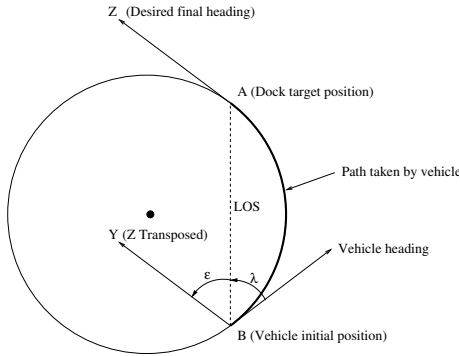 Z (Desired final heading)
A (Dock target position)
Path taken by vehicle
LOS
Y (Z Transposed)
Vehicle heading
ε
λ
B (Vehicle initial position)